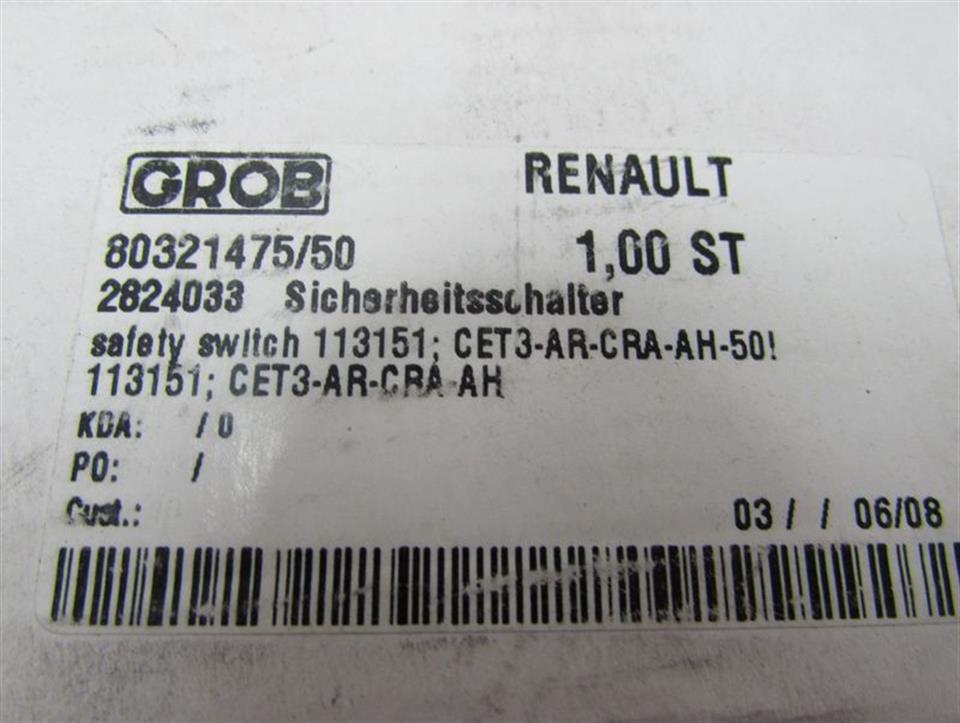 GROB RENAULT
80321475/50 1,00 ST
2824033 Sicherheitsschalter
safety switch 113151; CET3-AR-CRA-AH-50!
113151; CET3-AR-CRA-AH
KDA: / 0
PO: /
Cust.: 03 / / 06/08